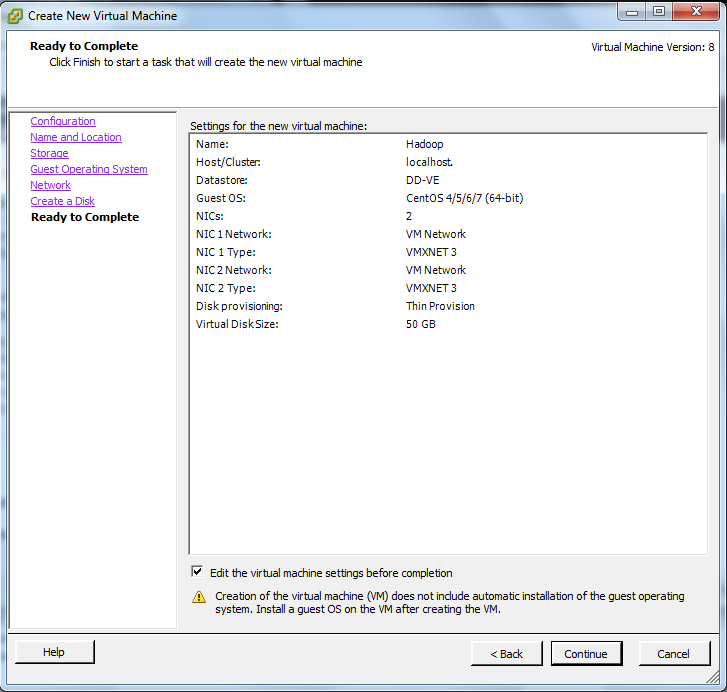 Create New Virtual Machine
Ready to Complete
Click Finish to start a task that will create the new virtual machine
Virtual Machine Version: 8
Configuration
Name and Location
Storage
Guest Operating System
Network
Create a Disk
Ready to Complete
Settings for the new virtual machine:
Name: Hadoop
Host/Cluster: localhost.
Datastore: DD-VE
Guest OS: CentOS 4/5/6/7 (64-bit)
NICs: 2
NIC 1 Network: VM Network
NIC 1 Type: VMXNET 3
NIC 2 Network: VM Network
NIC 2 Type: VMXNET 3
Disk provisioning: Thin Provision
Virtual Disk Size: 50 GB
Edit the virtual machine settings before completion
Creation of the virtual machine (VM) does not include automatic installation of the guest operating
system. Install a guest OS on the VM after creating the VM.
Help
< Back
Continue
Cancel